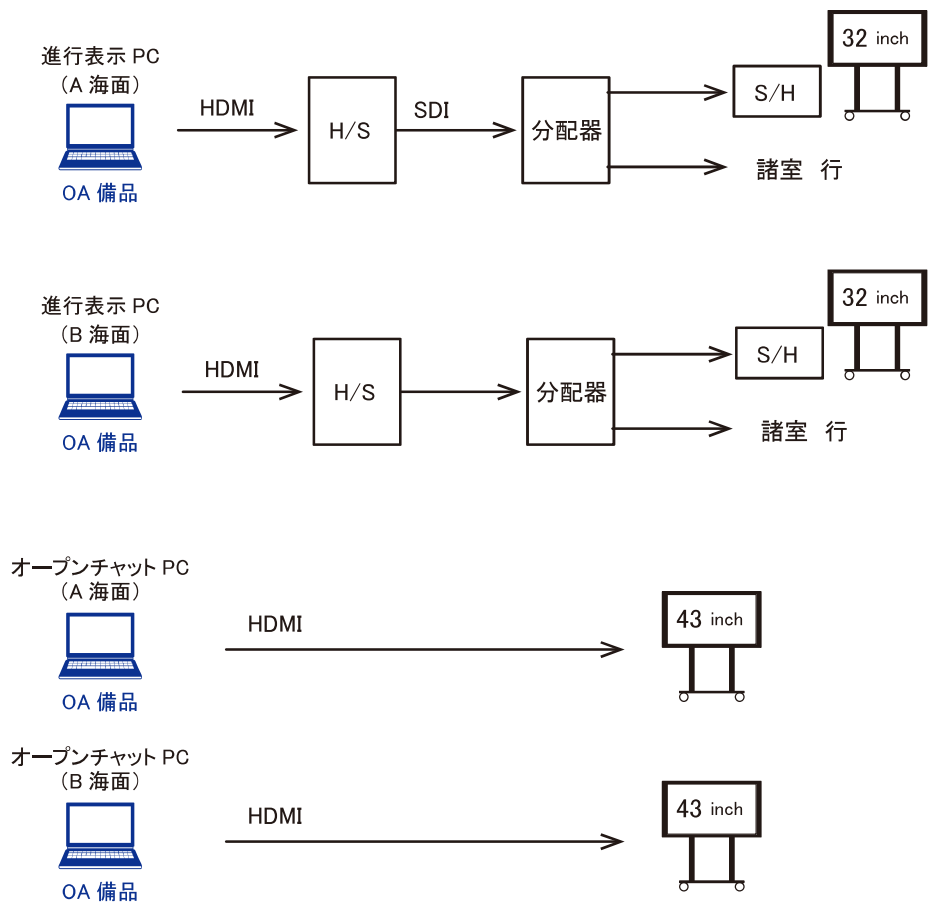 進行表示 PC
（A 海面）
OA 備品
HDMI
H/S
SDI
分配器
S/H
32 inch
諸室　行
進行表示 PC
（B 海面）
OA 備品
HDMI
H/S
分配器
S/H
32 inch
諸室　行
オープンチャット PC
（A 海面）
OA 備品
HDMI
43 inch
オープンチャット PC
（B 海面）
OA 備品
HDMI
43 inch